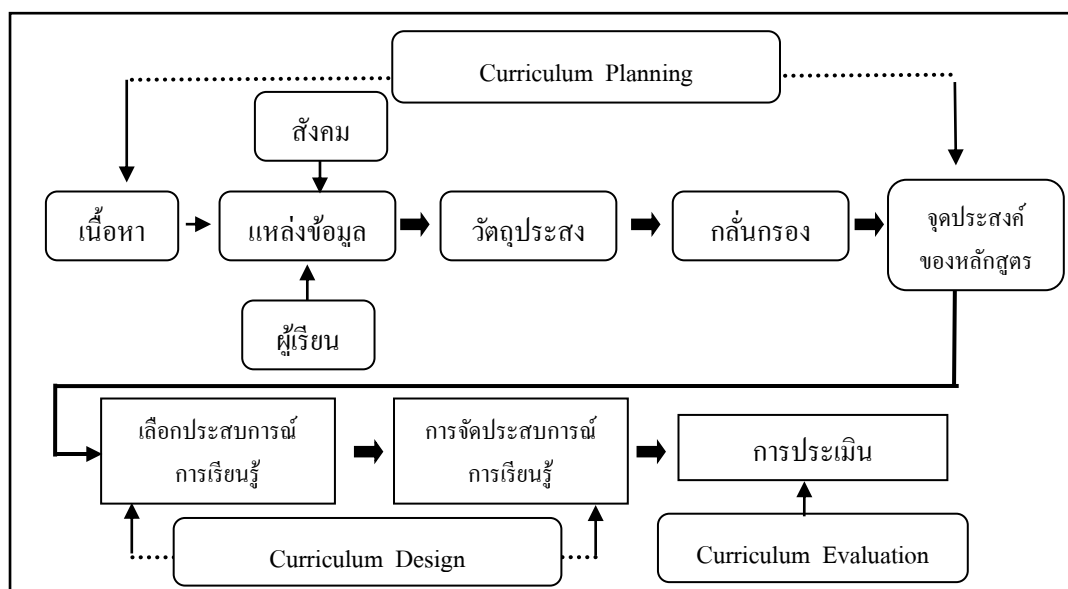 Curriculum Planning
สังคม
เนื้อหา
แหล่งข้อมูล
วัตถุประสง
กลั่นกรอง
จุดประสงค์
ของหลักสูตร
ผู้เรียน
เลือกประสบการณ์
การเรียนรู้
การจัดประสบการณ์
การเรียนรู้
การประเมิน
Curriculum Design
Curriculum Evaluation